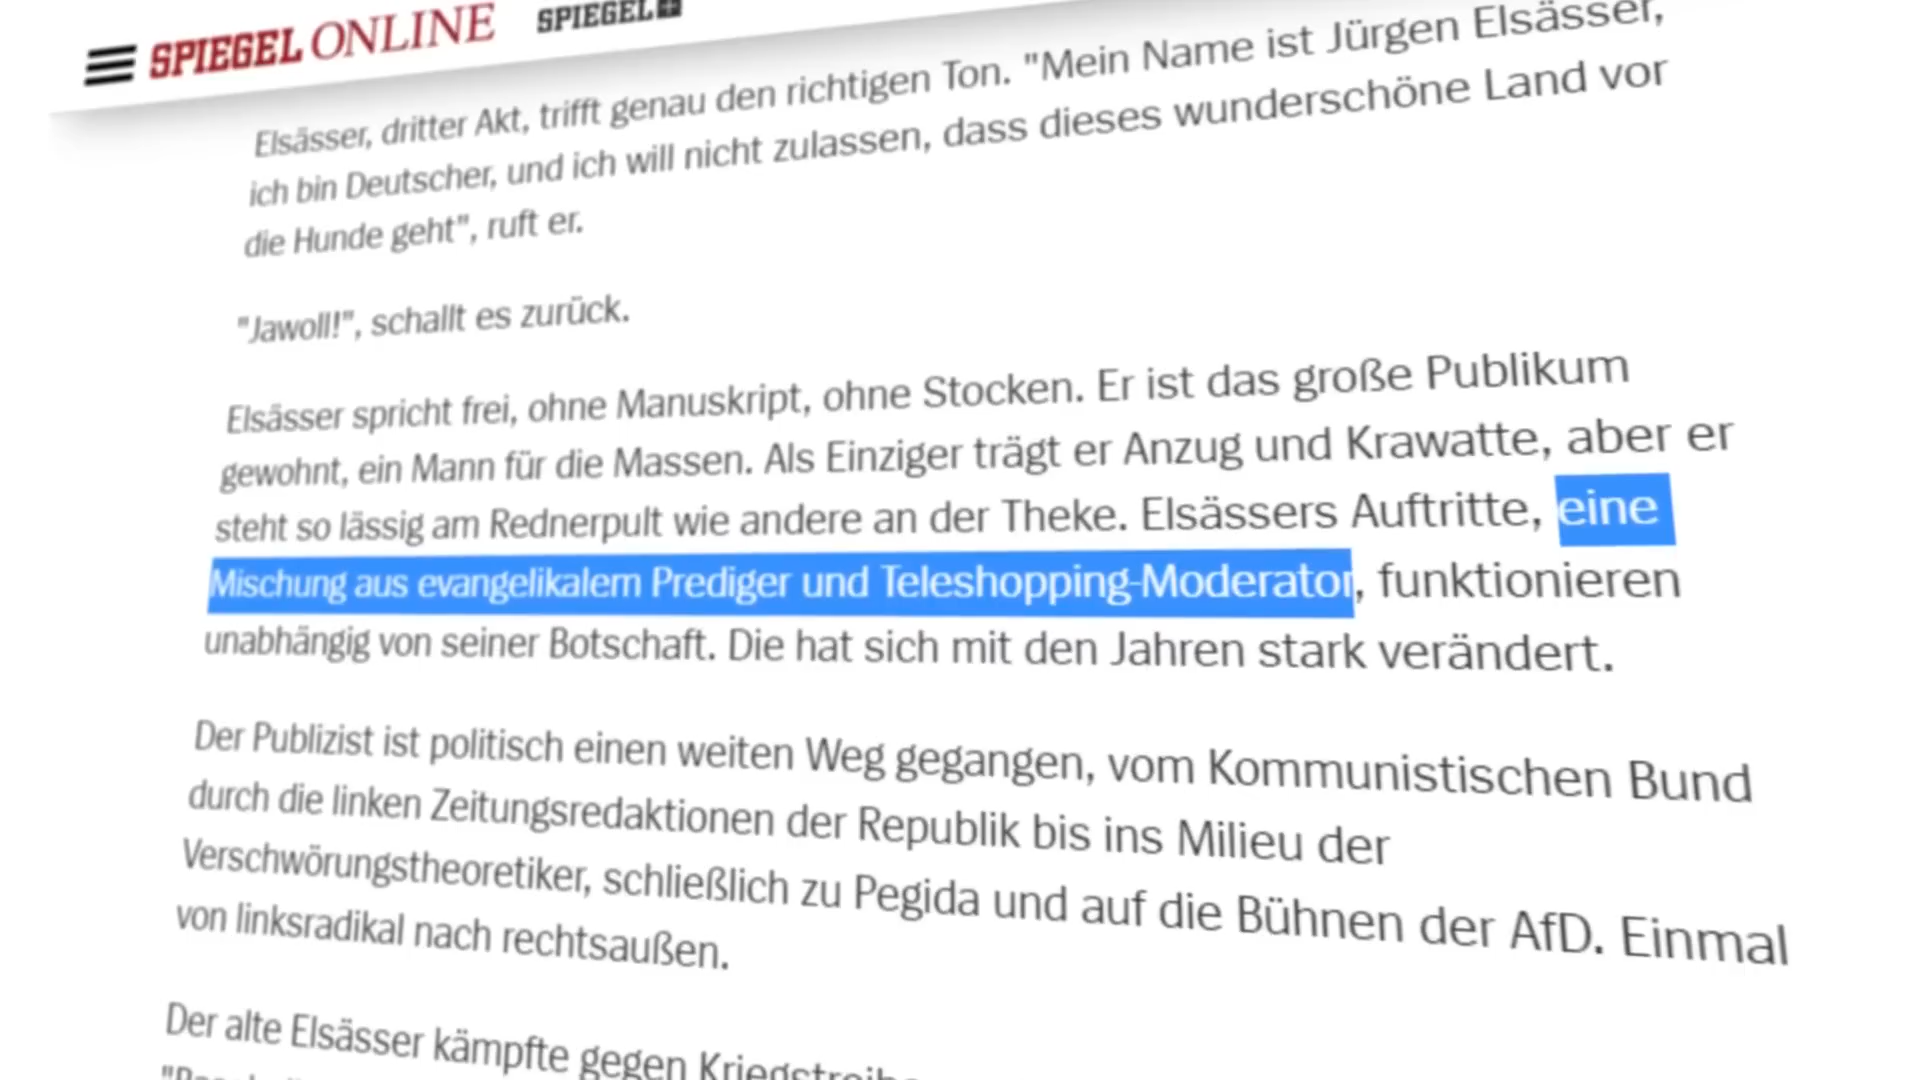 SPIEGEL ONLINE SPIEGEL+
Elsässer, dritter Akt, trifft genau den richtigen Ton. "Mein Name ist Jürgen Elsässer,
ich bin Deutscher, und ich will nicht zulassen, dass dieses wunderschöne Land vor
die Hunde geht", ruft er.
"Jawoll!", schallt es zurück.
Elsässer spricht frei, ohne Manuskript, ohne Stocken. Er ist das große Publikum
gewohnt, ein Mann für die Massen. Als Einziger trägt er Anzug und Krawatte, aber er
steht so lässig am Rednerpult wie andere an der Theke. Elsässers Auftritte, eine
Mischung aus evangelikalem Prediger und Teleshopping-Moderator, funktionieren
unabhängig von seiner Botschaft. Die hat sich mit den Jahren stark verändert.
Der Publizist ist politisch einen weiten Weg gegangen, vom Kommunistischen Bund
durch die linken Zeitungsredaktionen der Republik bis ins Milieu der
Verschwörungstheoretiker, schließlich zu Pegida und auf die Bühnen der AfD. Einmal
von linksradikal nach rechtsaußen.
Der alte Elsässer kämpfte gegen